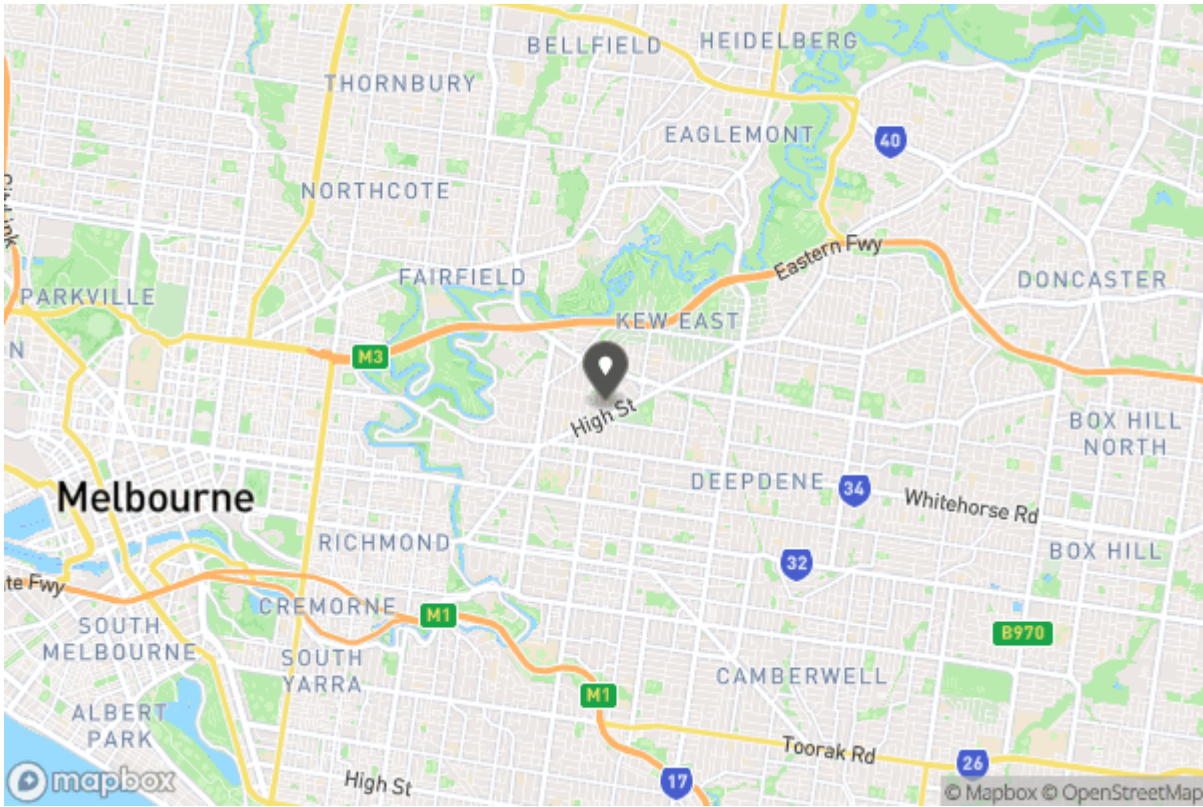 BELLFIELD
HEIDELBERG
THORNBURY
EAGLEMONT
40
NORTHCOTE
CityLink
Eastern Fwy
FAIRFIELD
DONCASTER
PARKVILLE
KEW EAST
N
M3
High St
BOX HILL
NORTH
DEEPDENE
34
Melbourne
Whitehorse Rd
RICHMOND
BOX HILL
32
te Fwy
CREMORNE
M1
SOUTH
MELBOURNE
B970
SOUTH
YARRA
CAMBERWELL
M1
ALBERT
PARK
Toorak Rd
26
mapbox
High St
17
© Mapbox © OpenStreetMap